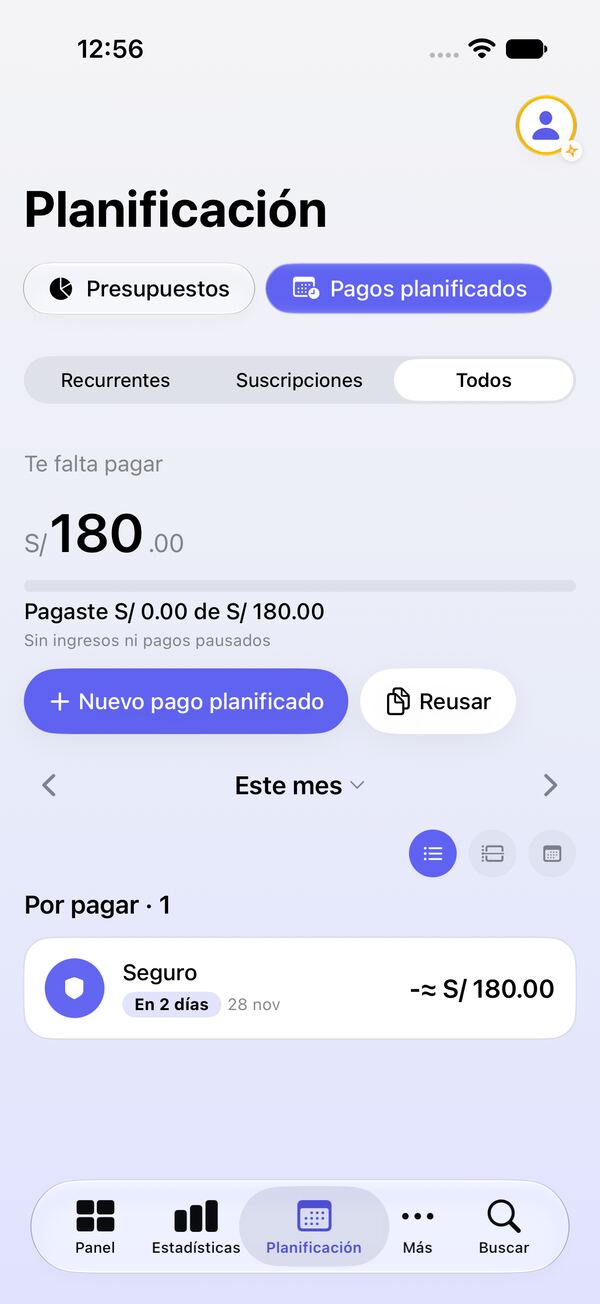 12:56
Planificación
Presupuestos
Pagos planificados
Recurrentes
Suscripciones
Todos
Te falta pagar
S/180.00
Pagaste S/ 0.00 de S/ 180.00
Sin ingresos ni pagos pausados
+ Nuevo pago planificado
Reusar
Este mes
Por pagar · 1
Seguro
En 2 días 28 nov
-≈ S/ 180.00
Panel
Estadísticas
Planificación
Más
Buscar